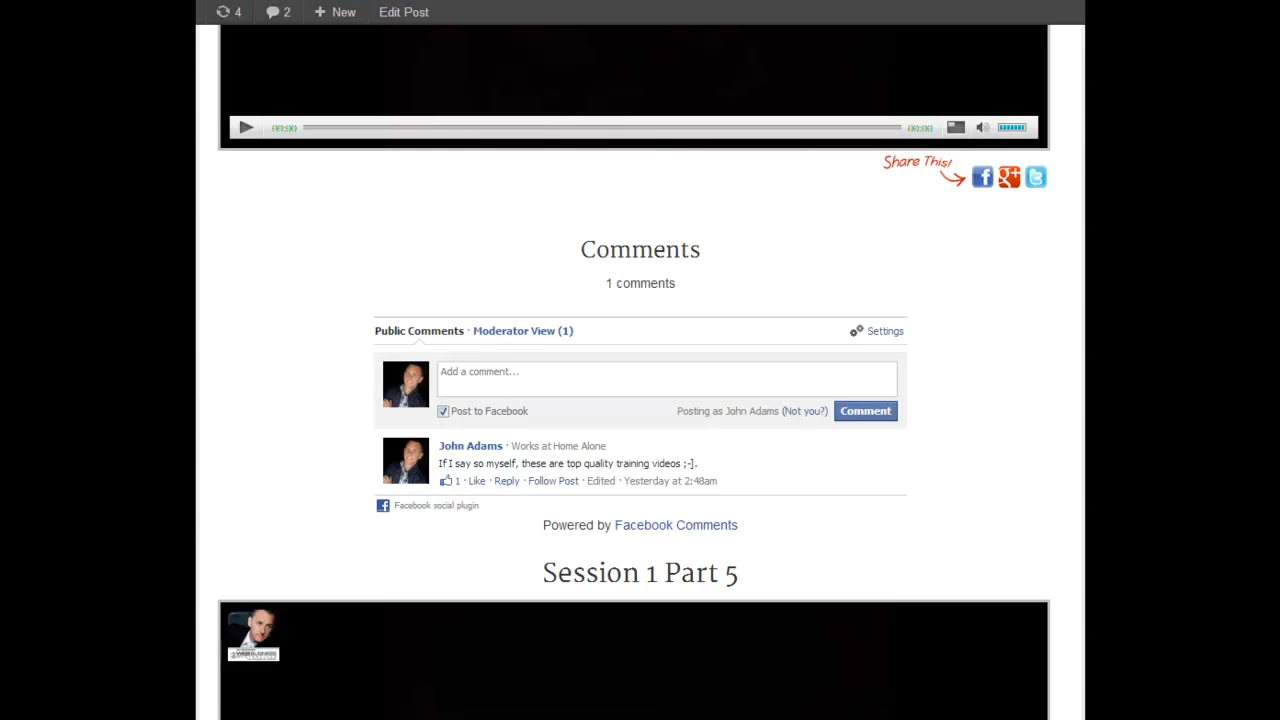 4 2 + New Edit Post
Share This!
f g+
Comments
1 comments
Public Comments · Moderator View (1) Settings
Add a comment...
Post to Facebook Posting as John Adams (Not you?) Comment
John Adams · Works at Home Alone
If I say so myself, these are top quality training videos ;-].
1 · Like · Reply · Follow Post · Edited · Yesterday at 2:48am
Facebook social plugin
Powered by Facebook Comments
Session 1 Part 5